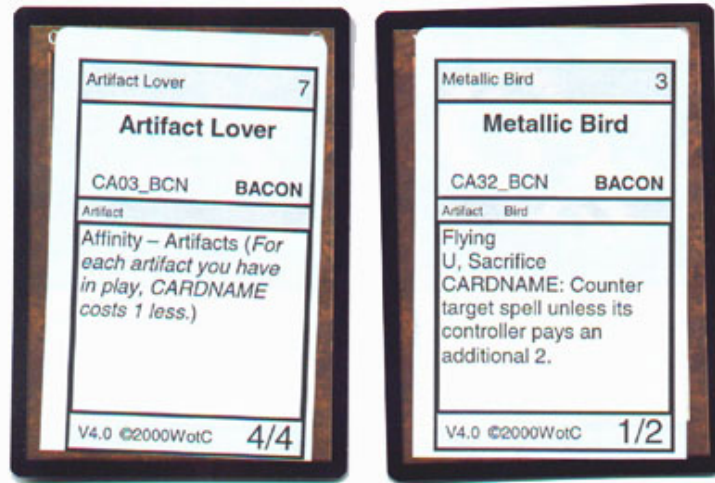 Artifact Lover 7
Artifact Lover
CA03_BCN BACON
Artifact
Affinity – Artifacts (For
each artifact you have
in play, CARDNAME
costs 1 less.)
V4.0 ©2000WotC 4/4
Metallic Bird 3
Metallic Bird
CA32_BCN BACON
Artifact Bird
Flying
U, Sacrifice
CARDNAME: Counter
target spell unless its
controller pays an
additional 2.
V4.0 ©2000WotC 1/2